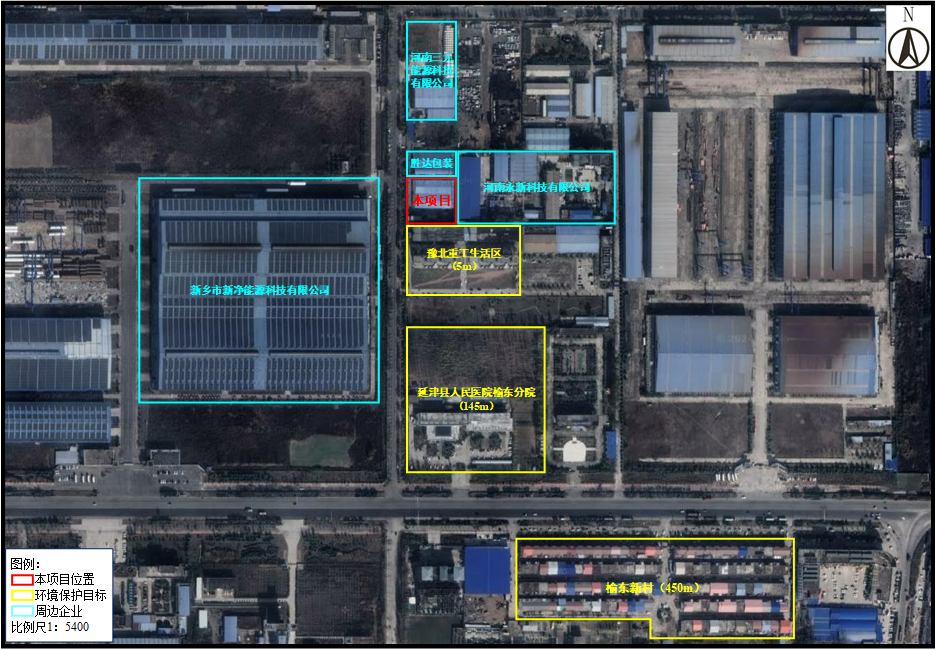 N
河南三元
能源科技
有限公司
胜达包装
河南永新科技有限公司
本项目
豫北重工生活区
(5m)
新乡市新净能源科技有限公司
延津县人民医院榆东分院
(145m)
榆东新村（450m）
图例：
本项目位置
环境保护目标
周边企业
比例尺1：5400